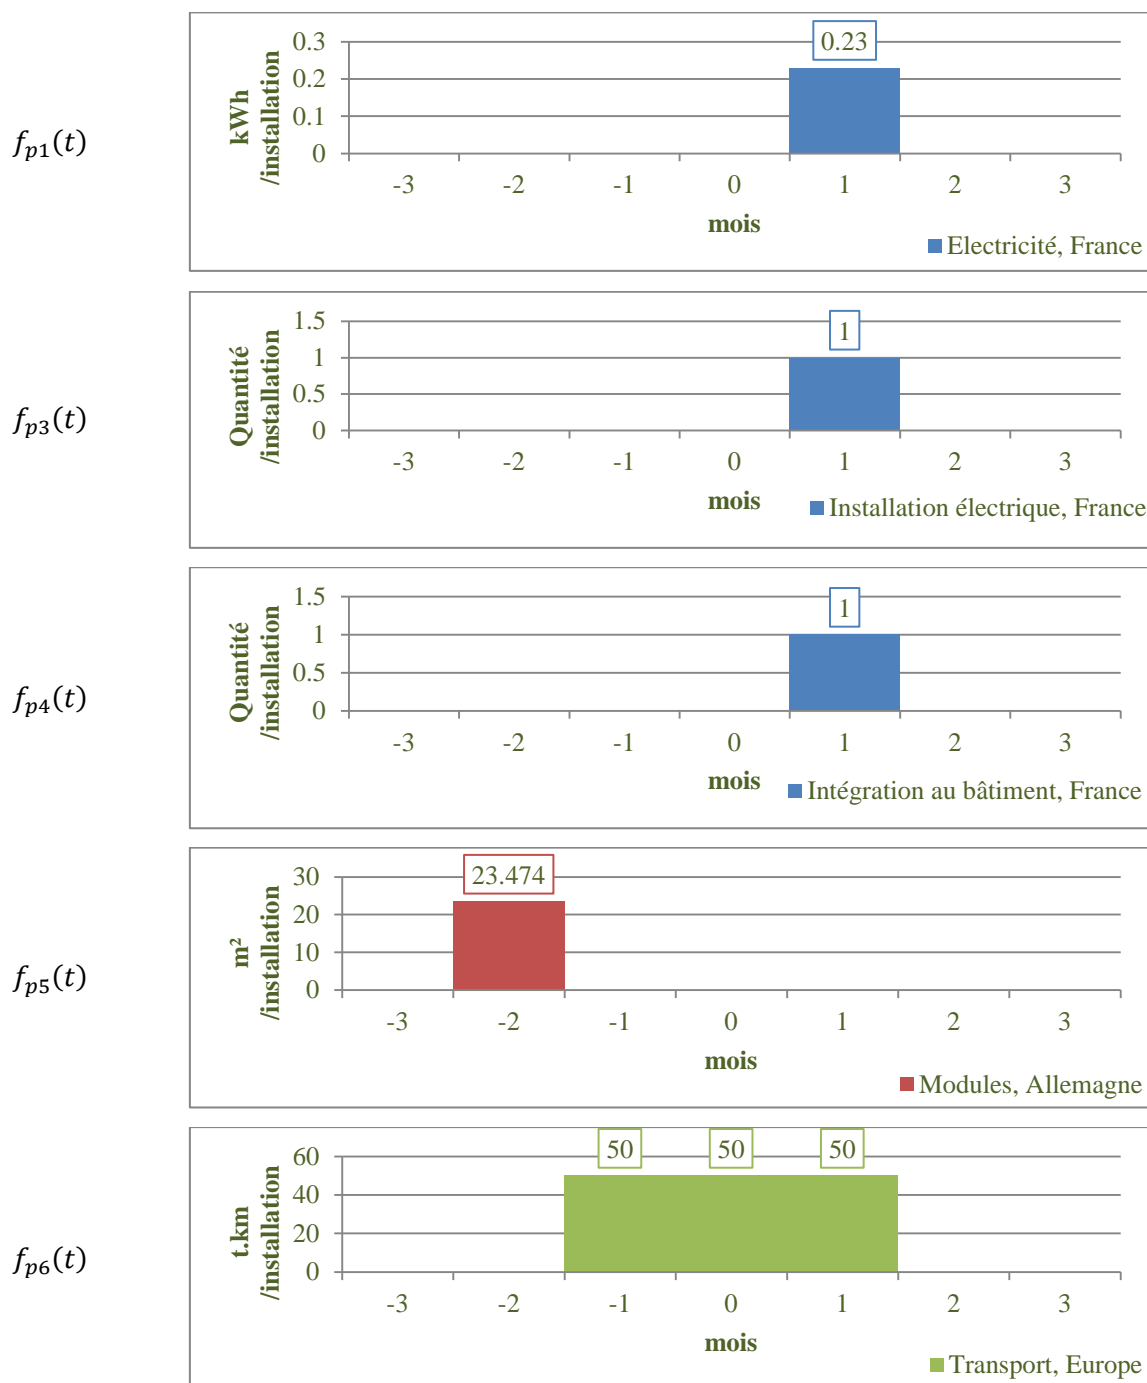 f_{p1}(t)
kWh
/installation
0.3
0.2
0.1
0
0.23
-3 -2 -1 0 1 2 3
mois
Electricité, France
f_{p3}(t)
Quantité
/installation
1.5
1
0.5
0
1
-3 -2 -1 0 1 2 3
mois
Installation électrique, France
f_{p4}(t)
Quantité
/installation
1.5
1
0.5
0
1
-3 -2 -1 0 1 2 3
mois
Intégration au bâtiment, France
f_{p5}(t)
m²
/installation
30
20
10
0
23.474
-3 -2 -1 0 1 2 3
mois
Modules, Allemagne
f_{p6}(t)
t.km
/installation
60
40
20
0
50 50 50
-3 -2 -1 0 1 2 3
mois
Transport, Europe